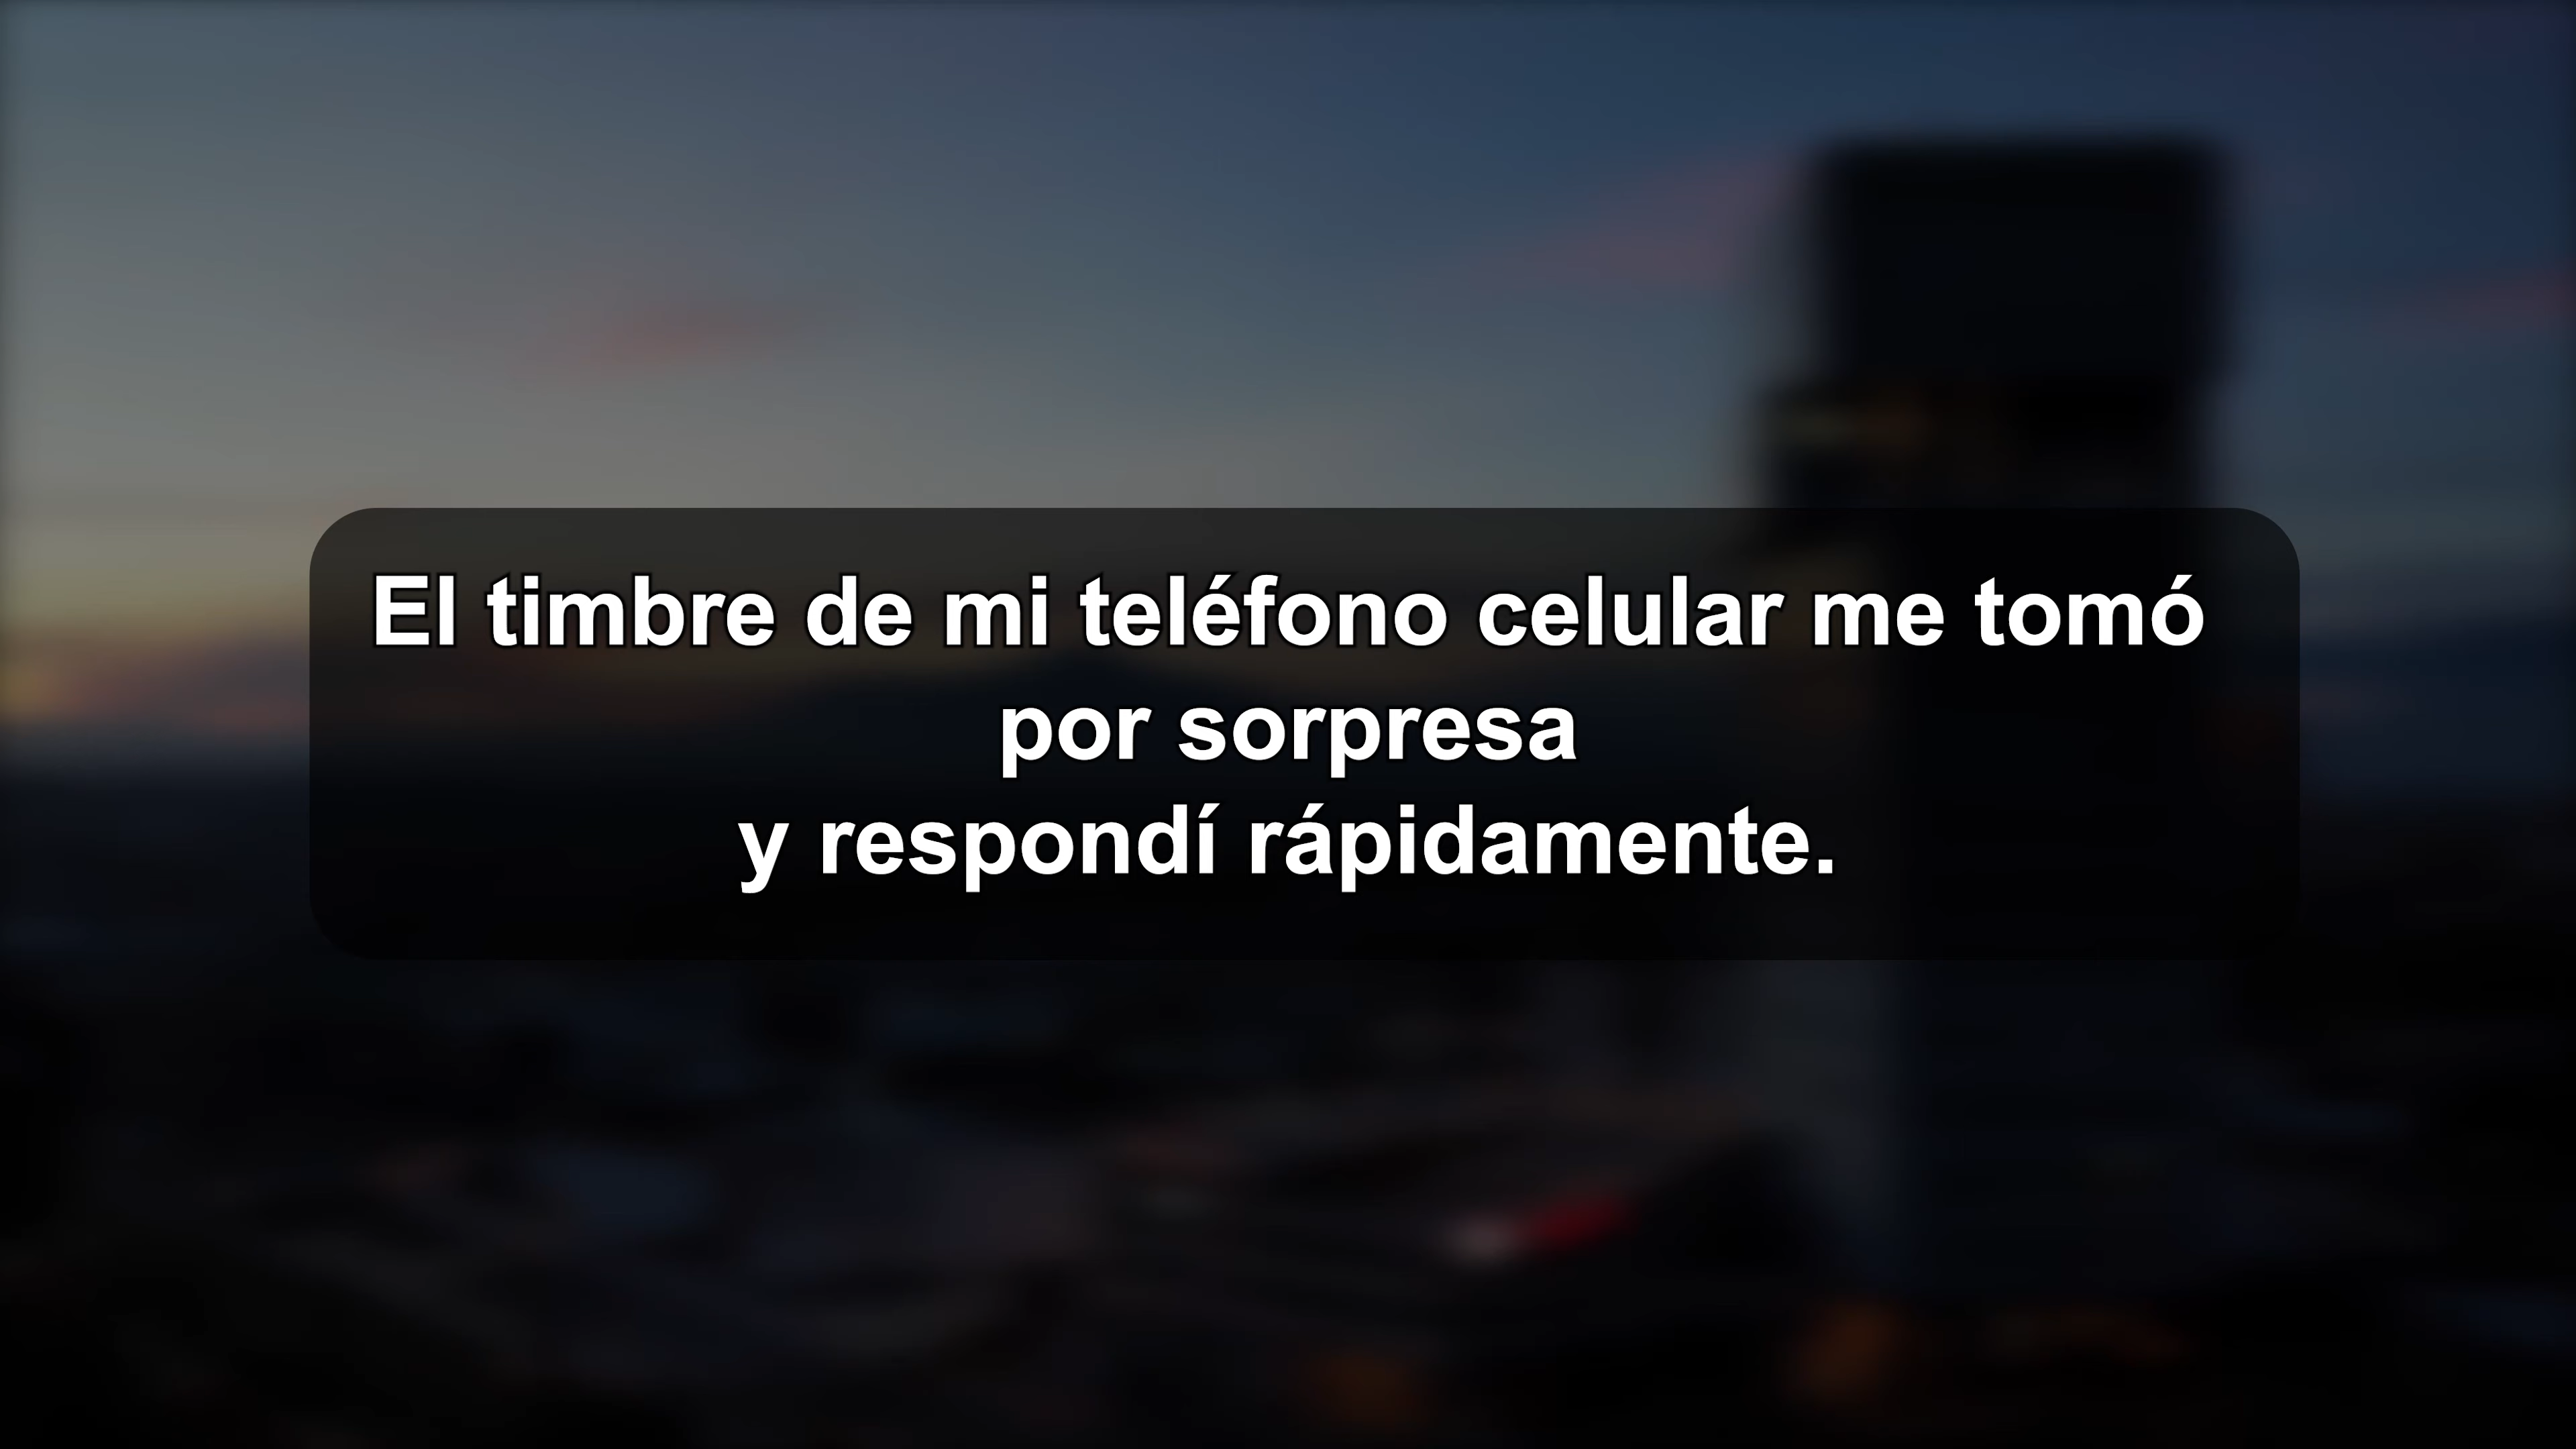 El timbre de mi teléfono celular me tomó
por sorpresa
y respondí rápidamente.